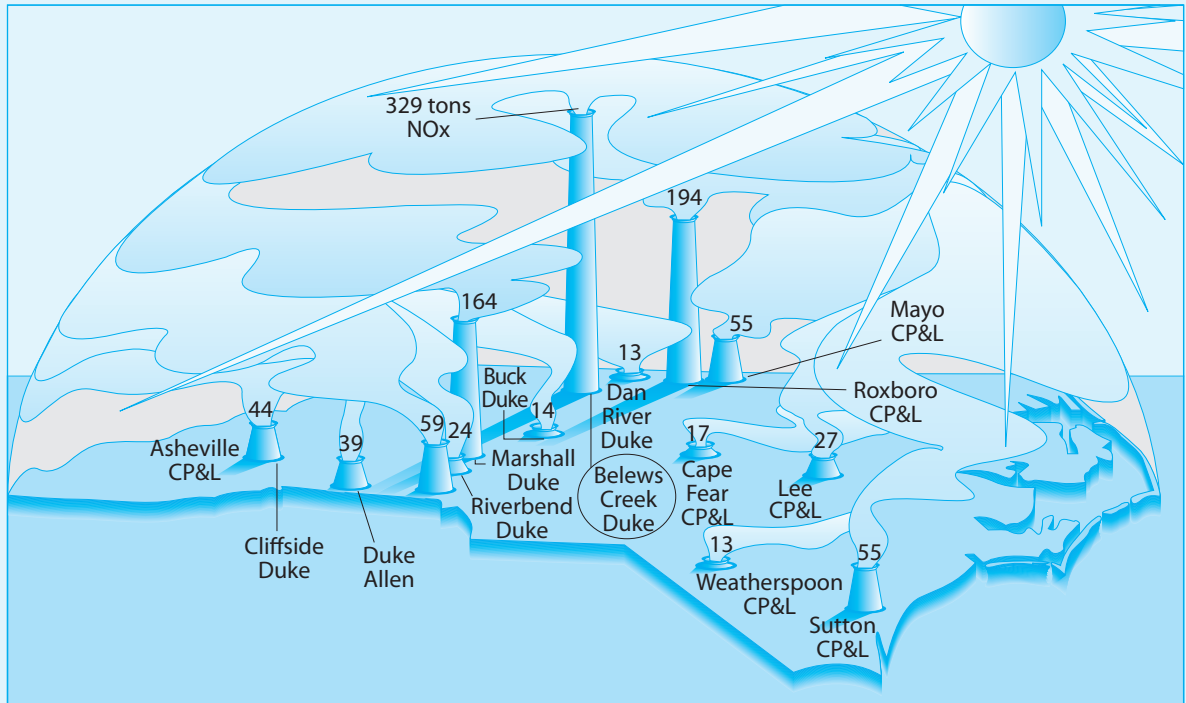 329 tons
NOx
194
164
55
Mayo
CP&L
13
Buck
Duke
Dan
River
Duke
Roxboro
CP&L
44
14
59
24
39
17
27
Asheville
CP&L
Marshall
Duke
Belews
Creek
Duke
Cape
Fear
CP&L
Lee
CP&L
Riverbend
Duke
Cliffside
Duke
Duke
Allen
13
55
Weatherspoon
CP&L
Sutton
CP&L